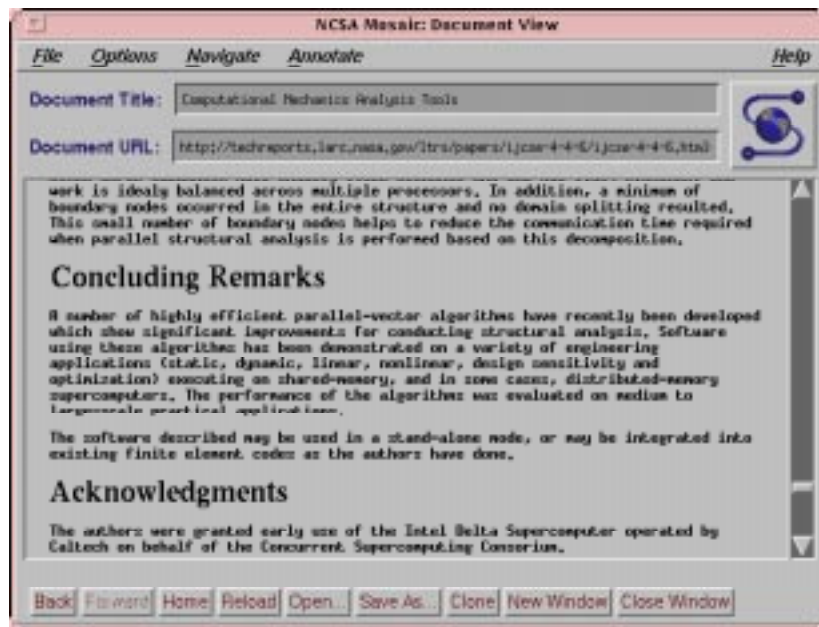 NCSA Mosaic: Document View
File Options Navigate Annotate Help
Document Title: Computational Mechanics Analysis Tools
Document URL: http://techreports.larc.nasa.gov/ltrs/papers/ijcse-4-4-6/ijcse-4-4-6.html
work is idealy balanced across multiple processors. In addition, a minimum of
boundary nodes occurred in the entire structure and no domain splitting resulted.
This small number of boundary nodes helps to reduce the communication time required
when parallel structural analysis is performed based on this decomposition.
Concluding Remarks
A number of highly efficient parallel-vector algorithms have recently been developed
which show significant improvements for conducting structural analysis. Software
using these algorithms has been demonstrated on a variety of engineering
applications (static, dynamic, linear, nonlinear, design sensitivity and
optimization) executing on shared-memory, and in some cases, distributed-memory
supercomputers. The performance of the algorithms was evaluated on medium to
large-scale practical applications.
The software described may be used in a stand-alone mode, or may be integrated into
existing finite element codes as the authors have done.
Acknowledgments
The authors were granted early use of the Intel Delta Supercomputer operated by
Caltech on behalf of the Concurrent Supercomputing Consorium.
Back Forward Home Reload Open... Save As... Clone New Window Close Window